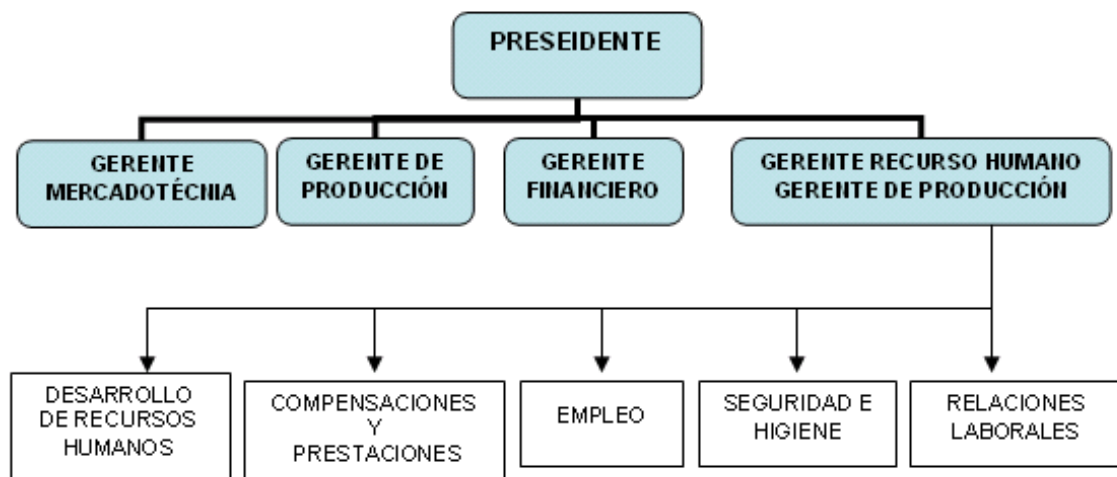 PRESEIDENTE
GERENTE
MERCADOTÉCNIA
GERENTE DE
PRODUCCIÓN
GERENTE
FINANCIERO
GERENTE RECURSO HUMANO
GERENTE DE PRODUCCIÓN
DESARROLLO
DE RECURSOS
HUMANOS
COMPENSACIONES
Y
PRESTACIONES
EMPLEO
SEGURIDAD E
HIGIENE
RELACIONES
LABORALES